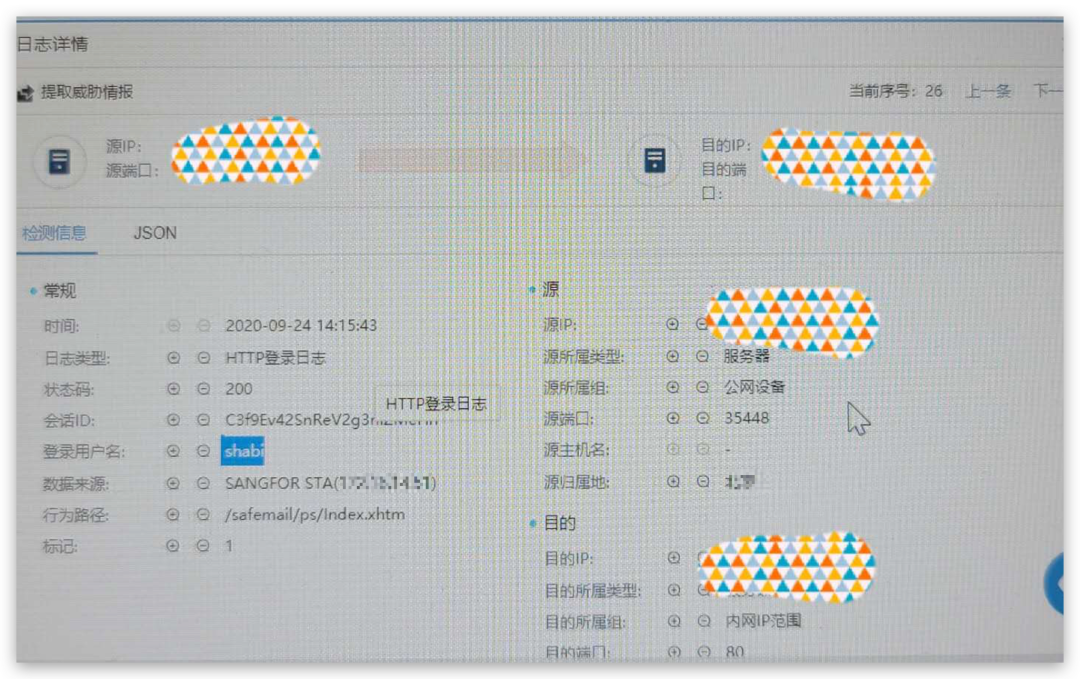 日志详情
提取威胁情报
当前序号: 26 上一条 下一
源IP:
源端口:
目的IP:
目的端
口:
检测信息 JSON
常规
时间: 2020-09-24 14:15:43
日志类型: HTTP登录日志
状态码: 200
HTTP登录日志
会话ID: C3f9Ev42SnReV2g3
登录用户名: shabi
数据来源: SANGFOR STA(
行为路径: /safemail/ps/Index.xhtm
标记: 1
源
源IP:
源所属类型: 服务器
源所属组: 公网设备
源端口: 35448
源主机名: -
源归属地:
目的
目的IP:
目的所属类型:
目的所属组: 内网IP范围
目的端口: 80